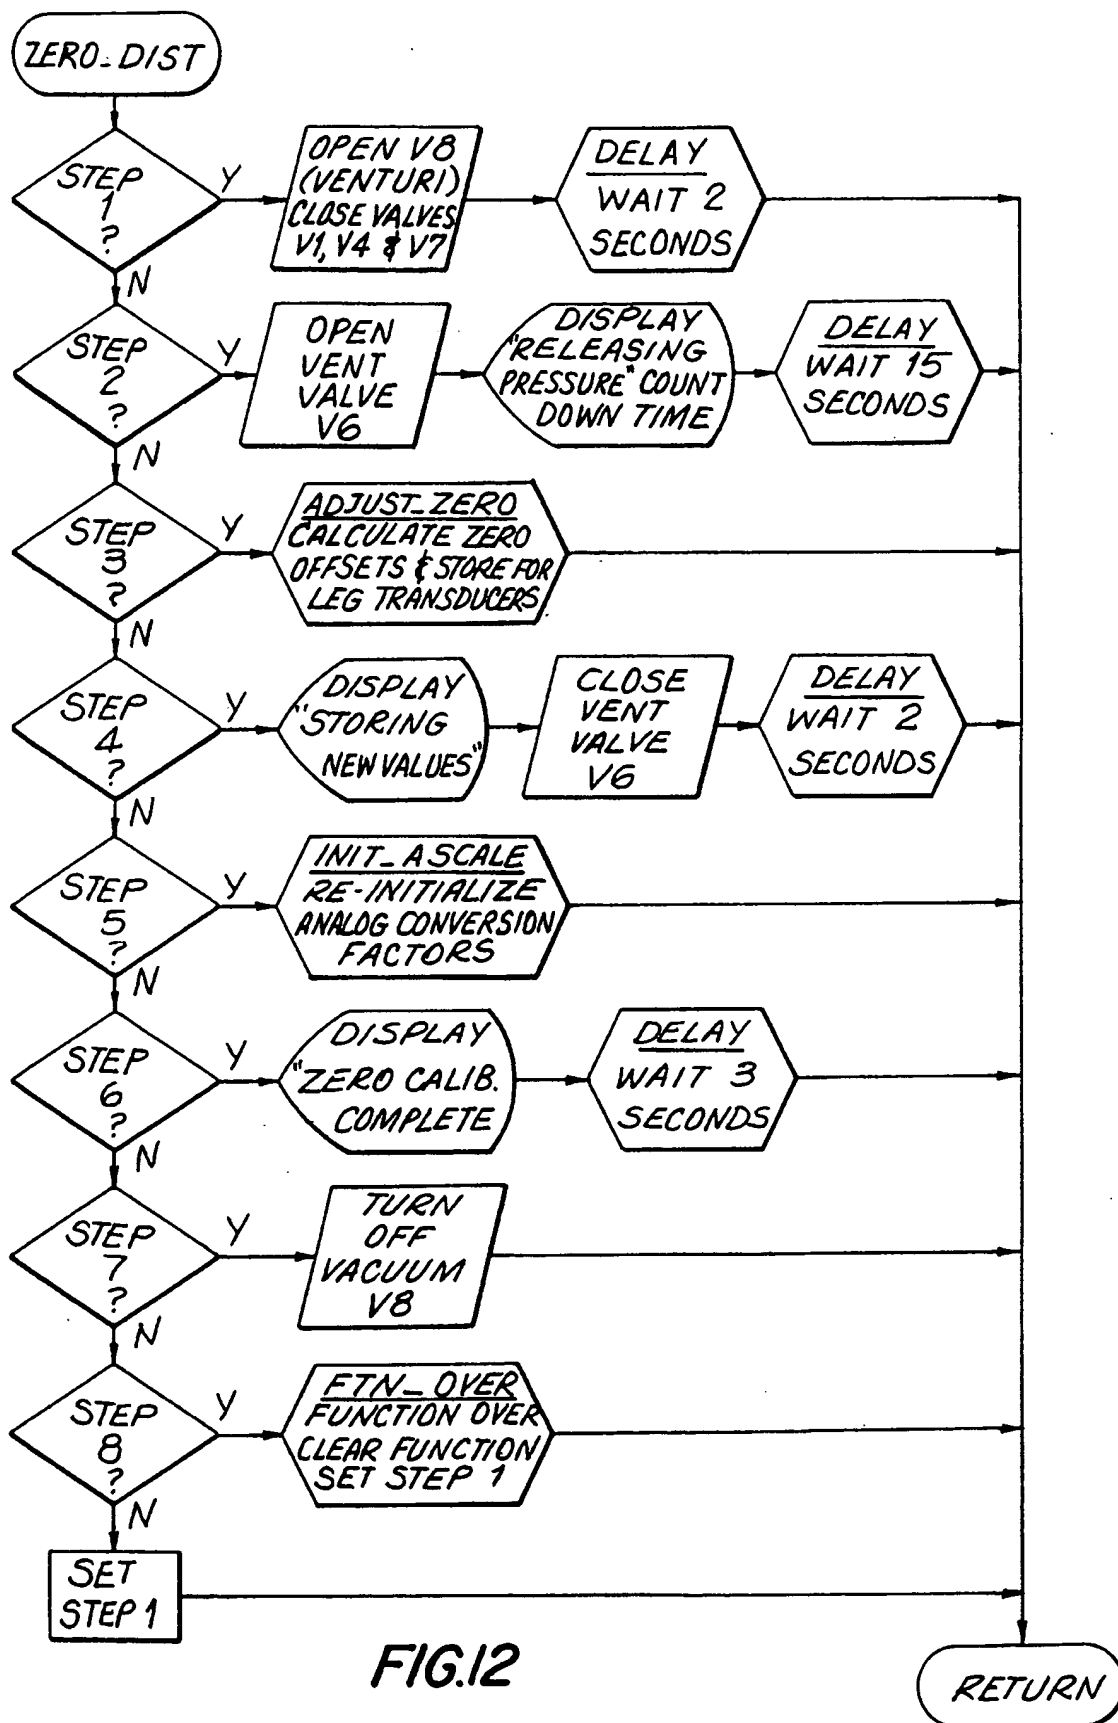 ZERO_DIST
STEP
1
?
Y
OPEN V8
(VENTURI)
CLOSE VALVES
V1, V4 & V7
DELAY
WAIT 2
SECONDS
N
STEP
2
?
Y
OPEN
VENT
VALVE
V6
DISPLAY
"RELEASING
PRESSURE" COUNT
DOWN TIME
DELAY
WAIT 15
SECONDS
N
STEP
3
?
Y
ADJUST_ZERO
CALCULATE ZERO
OFFSETS & STORE FOR
LEG TRANSDUCERS
N
STEP
4
?
Y
DISPLAY
"STORING
NEW VALUES"
CLOSE
VENT
VALVE
V6
DELAY
WAIT 2
SECONDS
N
STEP
5
?
Y
INIT_ASCALE
RE-INITIALIZE
ANALOG CONVERSION
FACTORS
N
STEP
6
?
Y
DISPLAY
"ZERO CALIB.
COMPLETE
DELAY
WAIT 3
SECONDS
N
STEP
7
?
Y
TURN
OFF
VACUUM
V8
N
STEP
8
?
Y
FTN_OVER
FUNCTION OVER
CLEAR FUNCTION
SET STEP 1
N
SET
STEP 1
RETURN
FIG.12